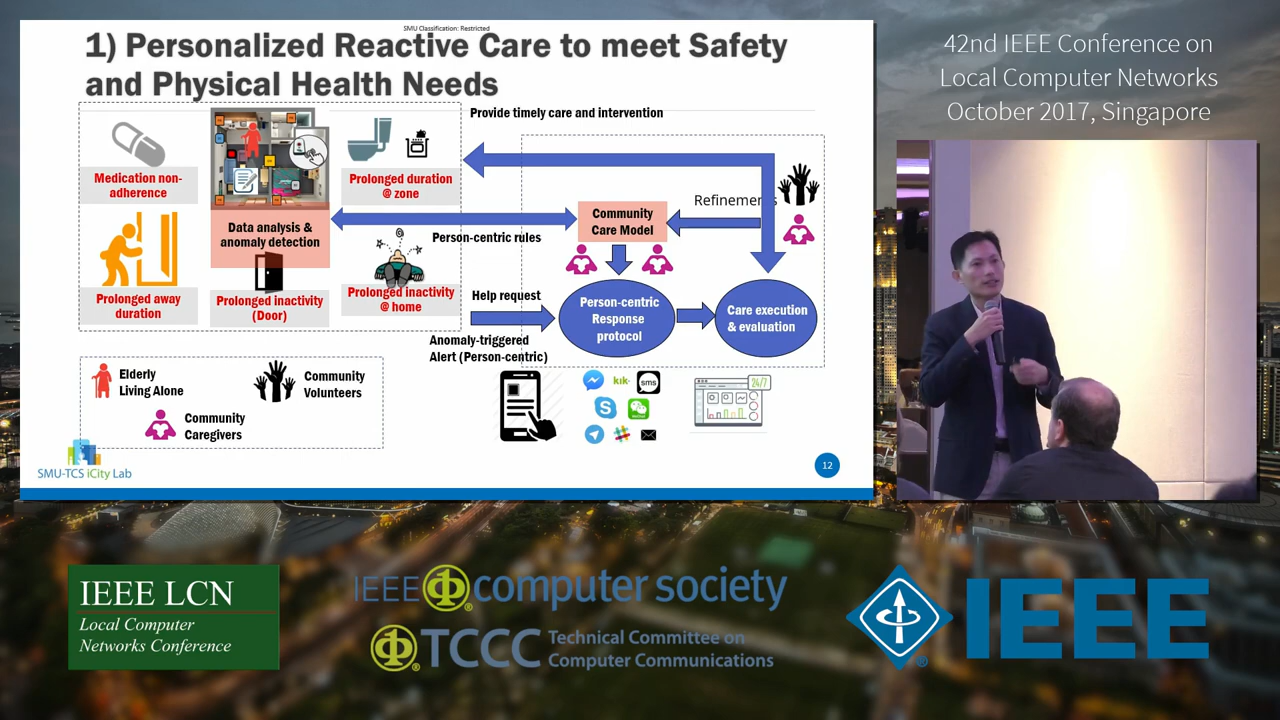 SMU Classification: Restricted
1) Personalized Reactive Care to meet Safety
and Physical Health Needs
Provide timely care and intervention
Medication non-
adherence
Prolonged duration
@ zone
Data analysis &
anomaly detection
Community
Care Model
Refinements
Person-centric rules
Prolonged away
duration
Prolonged inactivity
(Door)
Prolonged inactivity
@ home
Help request
Anomaly-triggered
Alert (Person-centric)
Person-centric
Response
protocol
Care execution
& evaluation
Elderly
Living Alone
Community
Volunteers
Community
Caregivers
kik
sms
24/7
SMU-TCS iCity Lab
12
42nd IEEE Conference on
Local Computer Networks
October 2017, Singapore
IEEE LCN
Local Computer
Networks Conference
IEEE computer society
TCCC Technical Committee on
Computer Communications
IEEE